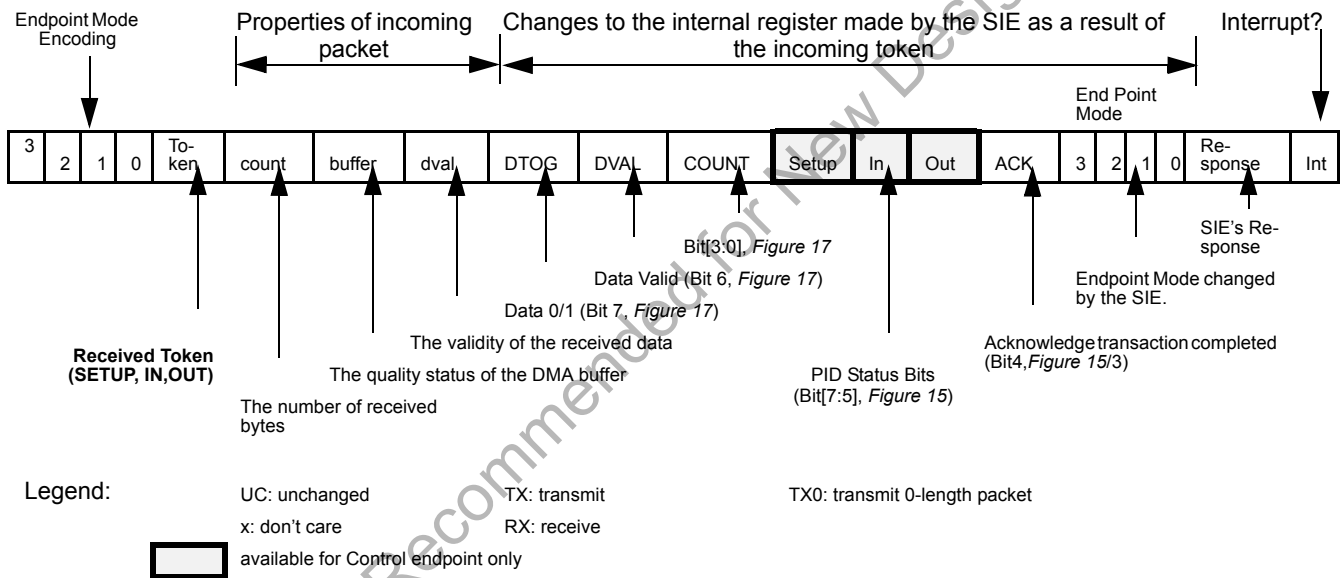 Endpoint Mode
Encoding
Properties of incoming
packet
Changes to the internal register made by the SIE as a result of
the incoming token
Interrupt?
End Point
Mode
3 2 1 0 To-
ken count buffer dval DTOG DVAL COUNT Setup In Out ACK 3 2 1 0 Re-
sponse Int
Bit[3:0], Figure 17
Data Valid (Bit 6, Figure 17)
Data 0/1 (Bit 7, Figure 17)
The validity of the received data
The quality status of the DMA buffer
The number of received
bytes
Received Token
(SETUP, IN,OUT)
PID Status Bits
(Bit[7:5], Figure 15)
SIE's Re-
sponse
Endpoint Mode changed
by the SIE.
Acknowledge transaction completed
(Bit4,Figure 15/3)
Legend:
UC: unchanged
TX: transmit
TX0: transmit 0-length packet
x: don't care
RX: receive
available for Control endpoint only
Recommended for New Desig